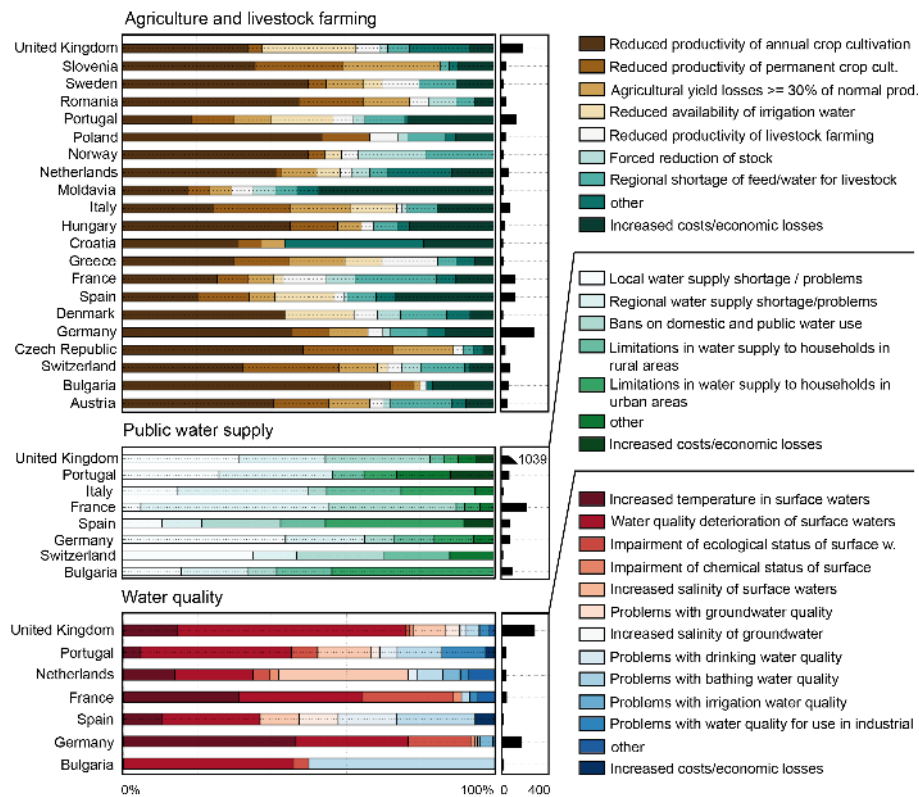 Agriculture and livestock farming
United Kingdom
Slovenia
Sweden
Romania
Portugal
Poland
Norway
Netherlands
Moldavia
Italy
Hungary
Croatia
Greece
France
Spain
Denmark
Germany
Czech Republic
Switzerland
Bulgaria
Austria
Reduced productivity of annual crop cultivation
Reduced productivity of permanent crop cult.
Agricultural yield losses >= 30% of normal prod.
Reduced availability of irrigation water
Reduced productivity of livestock farming
Forced reduction of stock
Regional shortage of feed/water for livestock
other
Increased costs/economic losses
Public water supply
United Kingdom
Portugal
Italy
France
Spain
Germany
Switzerland
Bulgaria
1039
Local water supply shortage / problems
Regional water supply shortage/problems
Bans on domestic and public water use
Limitations in water supply to households in
rural areas
Limitations in water supply to households in
urban areas
other
Increased costs/economic losses
Water quality
United Kingdom
Portugal
Netherlands
France
Spain
Germany
Bulgaria
0%
100%
0
400
Increased temperature in surface waters
Water quality deterioration of surface waters
Impairment of ecological status of surface w.
Impairment of chemical status of surface
Increased salinity of surface waters
Problems with groundwater quality
Increased salinity of groundwater
Problems with drinking water quality
Problems with bathing water quality
Problems with irrigation water quality
Problems with water quality for use in industrial
other
Increased costs/economic losses